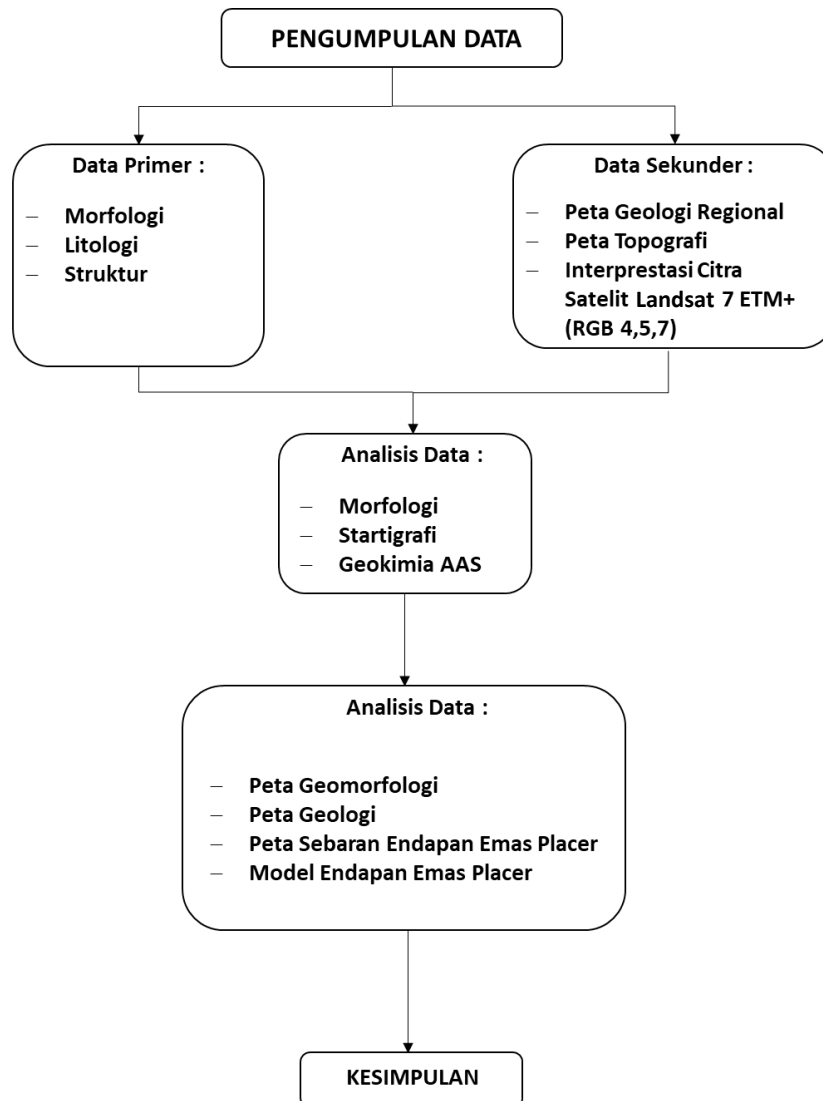 PENGUMPULAN DATA
Data Primer :
– Morfologi
– Litologi
– Struktur
Data Sekunder :
– Peta Geologi Regional
– Peta Topografi
– Interprestasi Citra
Satelit Landsat 7 ETM+
(RGB 4,5,7)
Analisis Data :
– Morfologi
– Startigrafi
– Geokimia AAS
Analisis Data :
– Peta Geomorfologi
– Peta Geologi
– Peta Sebaran Endapan Emas Placer
– Model Endapan Emas Placer
KESIMPULAN